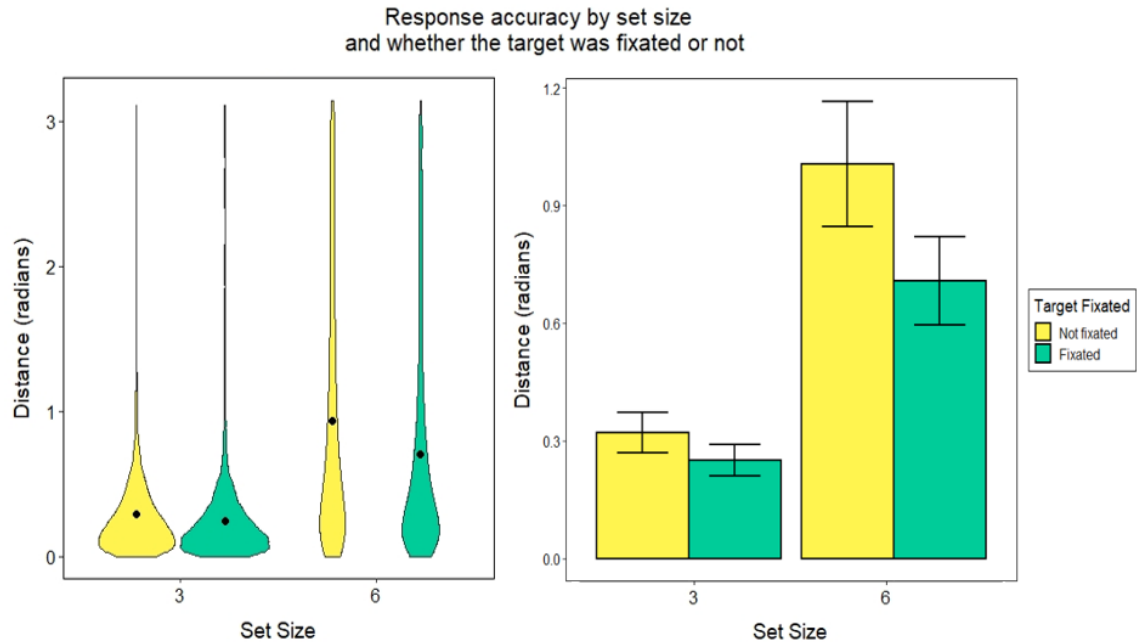 Response accuracy by set size
and whether the target was fixated or not
3
2
1
0
Distance (radians)
3
6
Set Size
1.2
0.9
0.6
0.3
0.0
Distance (radians)
3
6
Set Size
Target Fixated
Not fixated
Fixated